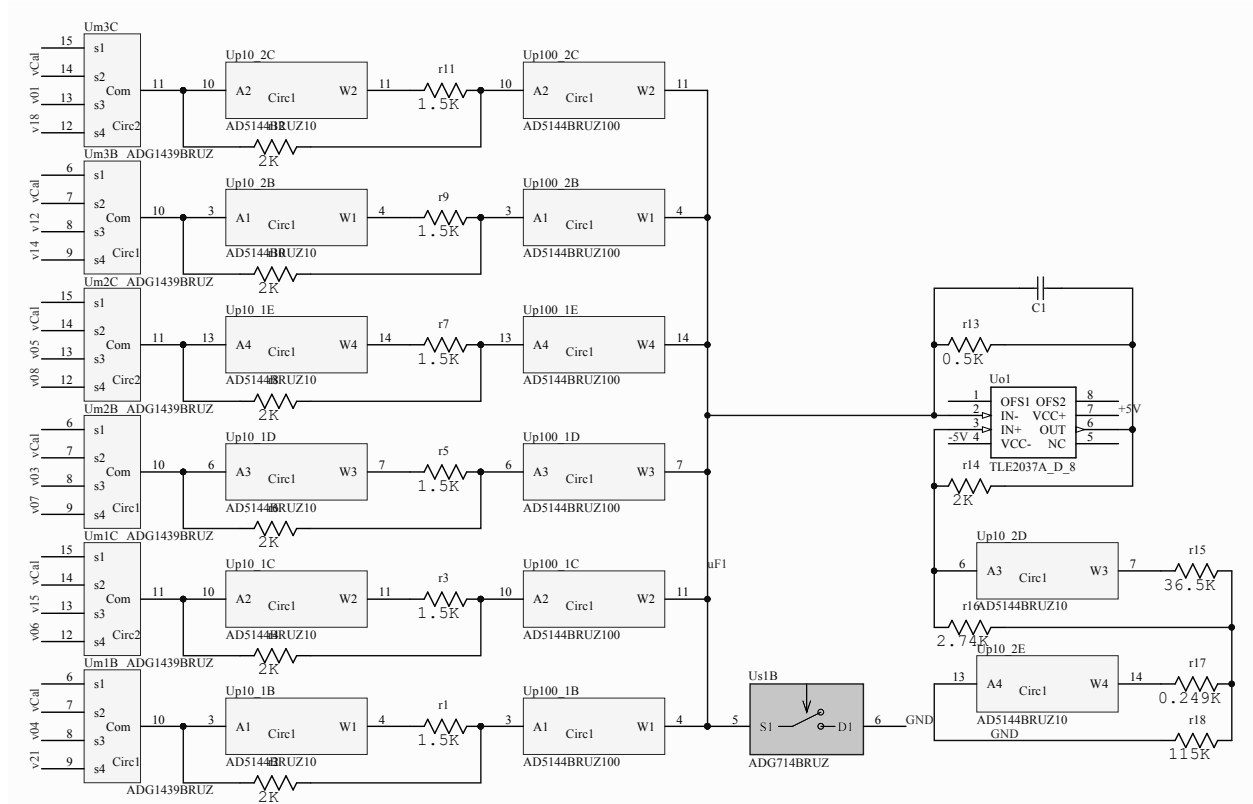 Um3C
15 s1
vCal
14 s2
v01
13 s3
v18
12 s4
Com 11
Circ2
ADG1439BRUZ
Up10_2C
10 A2 W2 11
Circ1
AD5144BRUZ10
2K
r11
1.5K
Up100_2C
10 A2 W2 11
Circ1
AD5144BRUZ100
Um3B
6 s1
vCal
7 s2
v12
8 s3
v14
9 s4
Com 10
Circ1
ADG1439BRUZ
Up10_2B
3 A1 W1 4
Circ1
AD5144BRUZ10
2K
r9
1.5K
Up100_2B
3 A1 W1 4
Circ1
AD5144BRUZ100
Um2C
15 s1
vCal
14 s2
v05
13 s3
v08
12 s4
Com 11
Circ2
ADG1439BRUZ
Up10_1E
13 A4 W4 14
Circ1
AD5144BRUZ10
2K
r7
1.5K
Up100_1E
13 A4 W4 14
Circ1
AD5144BRUZ100
Um2B
6 s1
vCal
7 s2
v03
8 s3
v07
9 s4
Com 10
Circ1
ADG1439BRUZ
Up10_1D
6 A3 W3 7
Circ1
AD5144BRUZ10
2K
r5
1.5K
Up100_1D
6 A3 W3 7
Circ1
AD5144BRUZ100
Um1C
15 s1
vCal
14 s2
v15
13 s3
v06
12 s4
Com 11
Circ2
ADG1439BRUZ
Up10_1C
10 A2 W2 11
Circ1
AD5144BRUZ10
2K
r3
1.5K
Up100_1C
10 A2 W2 11
Circ1
AD5144BRUZ100
Um1B
6 s1
vCal
7 s2
v04
8 s3
v21
9 s4
Com 10
Circ1
ADG1439BRUZ
Up10_1B
3 A1 W1 4
Circ1
AD5144BRUZ10
2K
r1
1.5K
Up100_1B
3 A1 W1 4
Circ1
AD5144BRUZ100
uF1
Us1B
5 S1 D1 6 GND
ADG714BRUZ
C1
r13
0.5K
Uo1
1 OFS1 OFS2 8
2 IN- VCC+ 7 +5V
3 IN+ OUT 6
-5V 4 VCC- NC 5
TLE2037A_D_8
r14
2K
Up10_2D
6 A3 W3 7
Circ1
AD5144BRUZ10
r15
36.5K
r16
2.74K
Up10_2E
13 A4 W4 14
Circ1
AD5144BRUZ10
r17
0.249K
GND
r18
115K